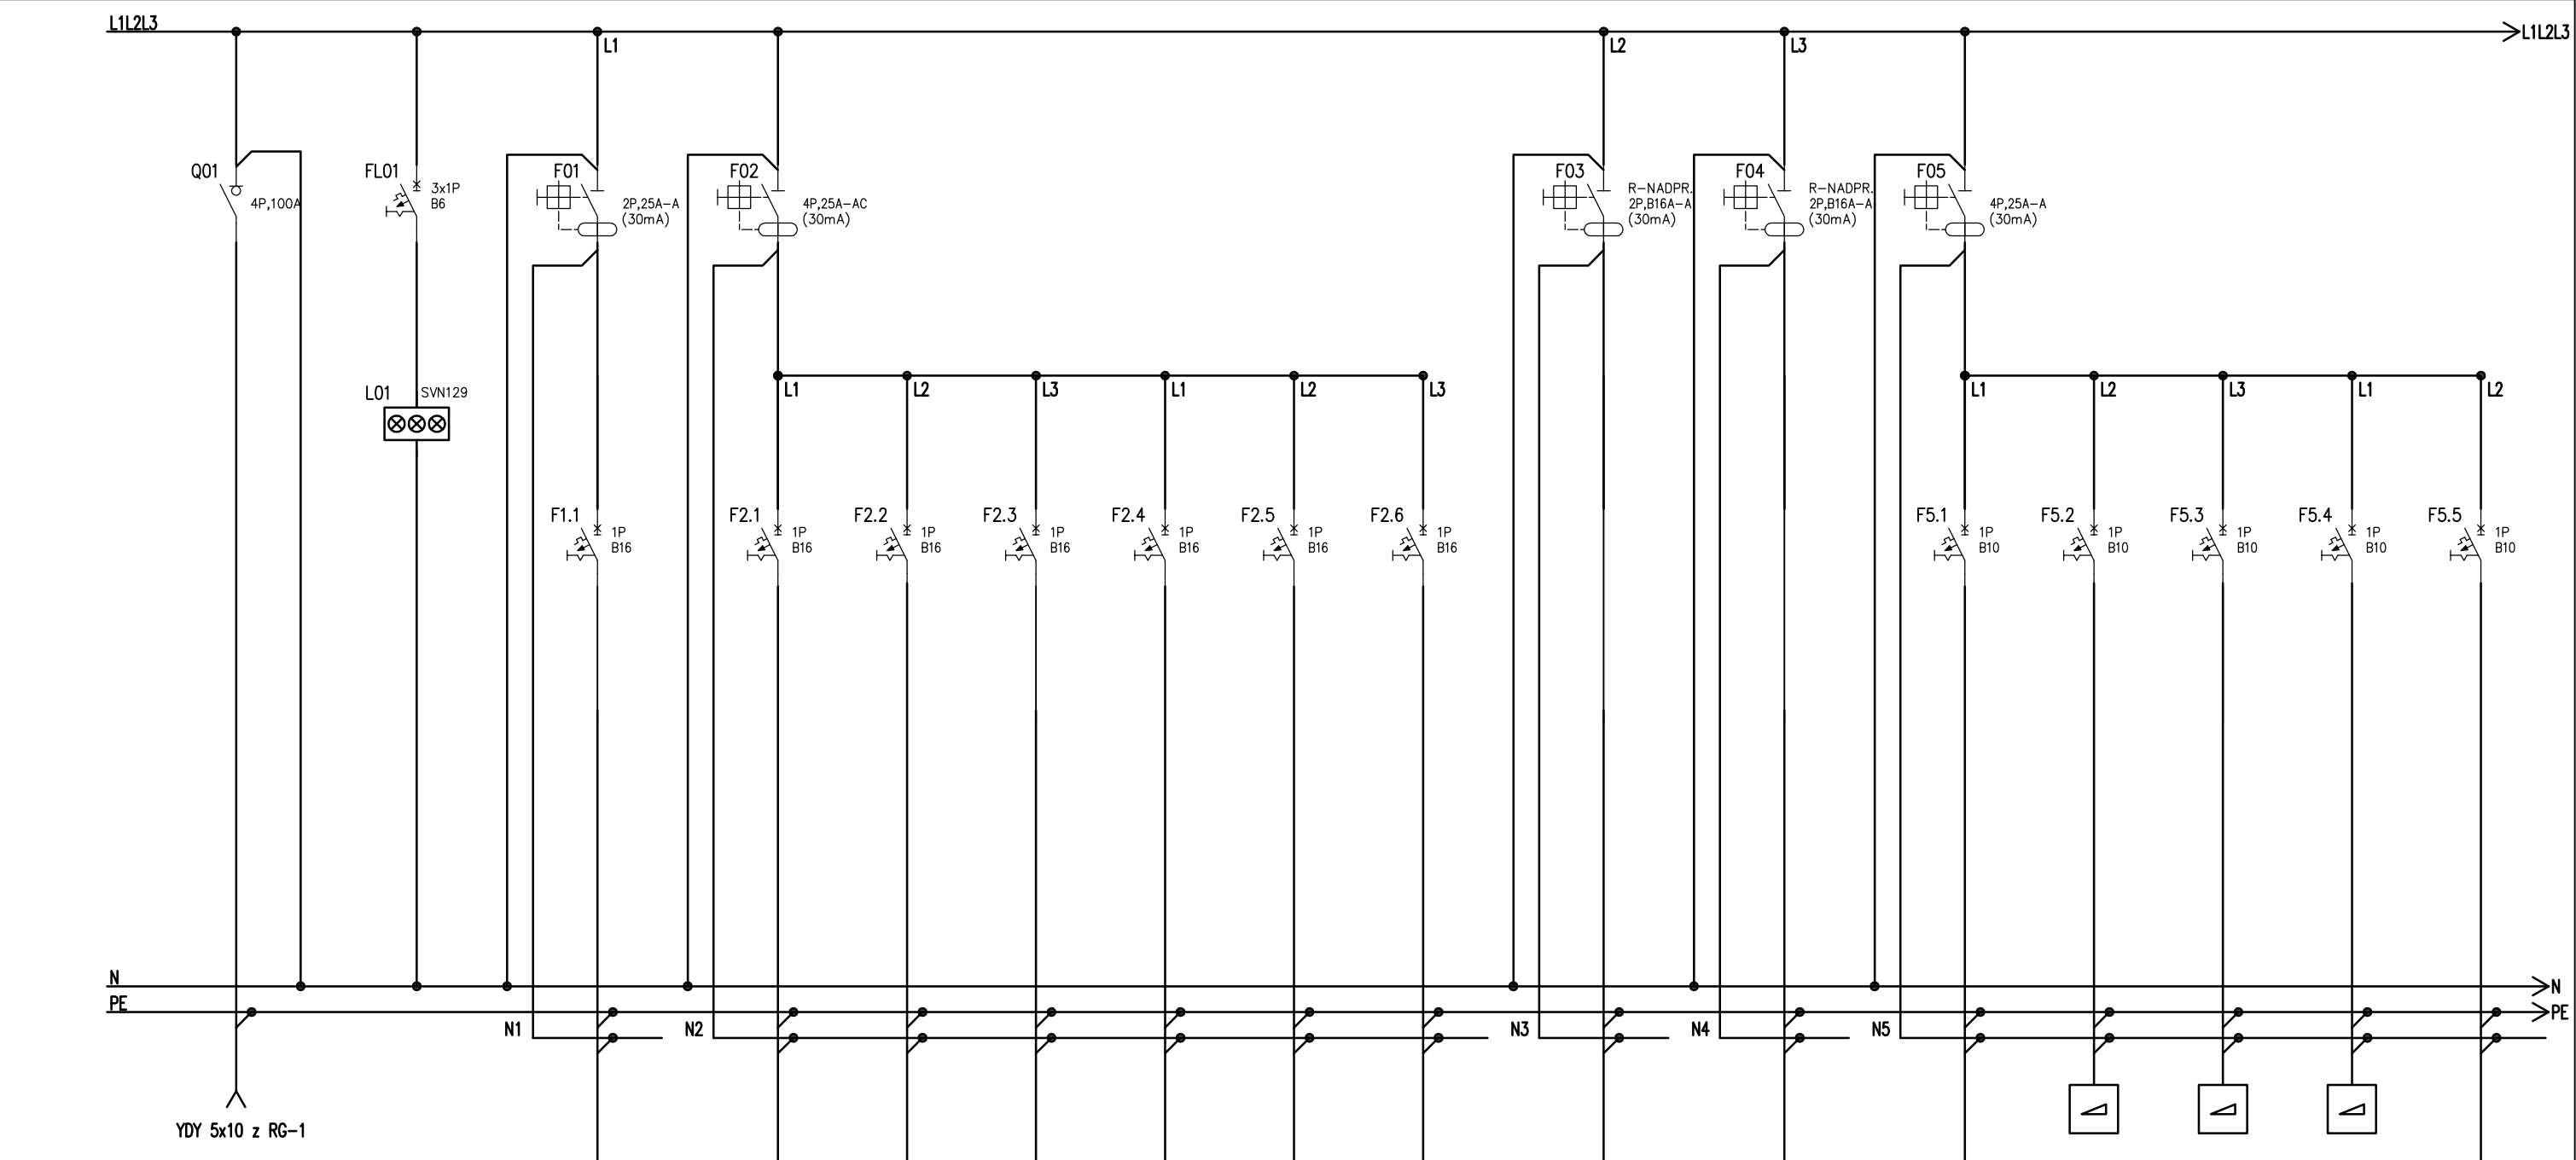 L1L2L3
L1L2L3
L1
L2
L3
Q01
4P,100A
FL01
3x1P
B6
F01
2P,25A-A
(30mA)
F02
4P,25A-AC
(30mA)
F03
R-NADPR.
2P,B16A-A
(30mA)
F04
R-NADPR.
2P,B16A-A
(30mA)
F05
4P,25A-A
(30mA)
L01
SVN129
L1
L2
L3
L1
L2
L3
L1
L2
L3
L1
L2
F1.1
1P
B16
F2.1
1P
B16
F2.2
1P
B16
F2.3
1P
B16
F2.4
1P
B16
F2.5
1P
B16
F2.6
1P
B16
F5.1
1P
B10
F5.2
1P
B10
F5.3
1P
B10
F5.4
1P
B10
F5.5
1P
B10
N
N
PE
PE
N1
N2
N3
N4
N5
YDY 5x10 z RG-1